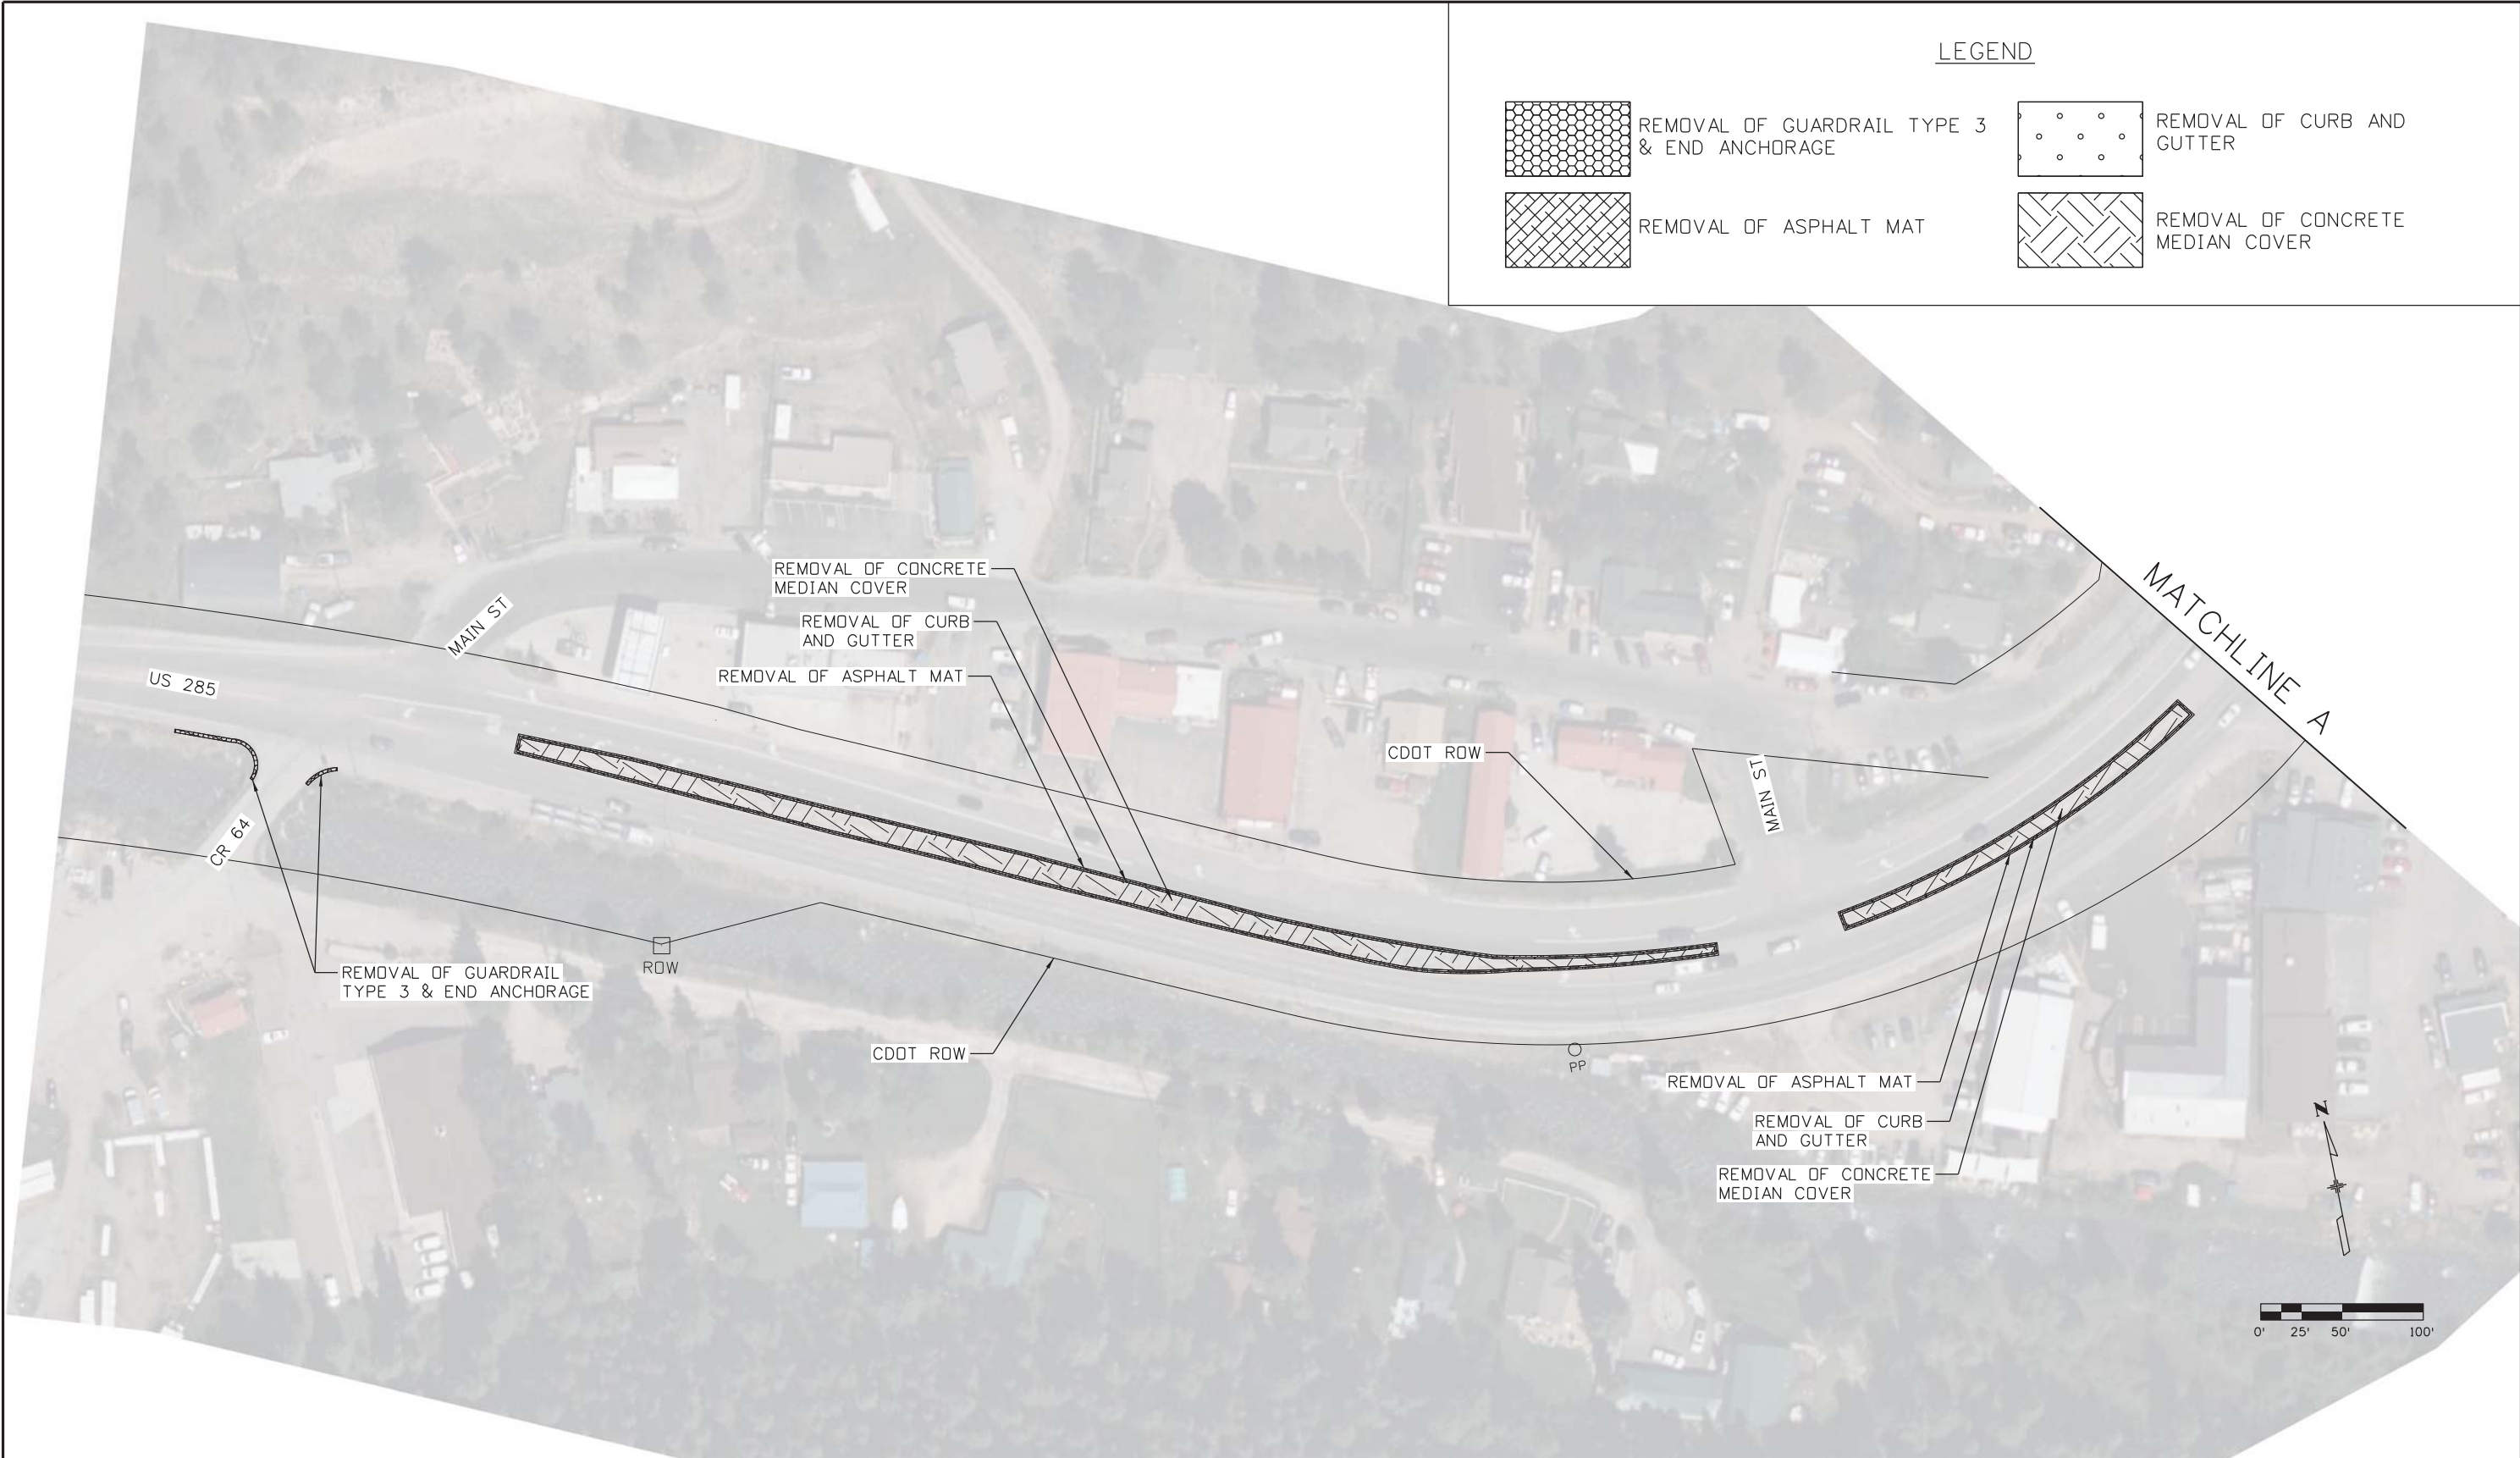 LEGEND
REMOVAL OF GUARDRAIL TYPE 3
& END ANCHORAGE
REMOVAL OF CURB AND
GUTTER
REMOVAL OF ASPHALT MAT
REMOVAL OF CONCRETE
MEDIAN COVER
REMOVAL OF CONCRETE
MEDIAN COVER
REMOVAL OF CURB
AND GUTTER
REMOVAL OF ASPHALT MAT
MAIN ST
US 285
MATCHLINE A
CDOT ROW
MAIN ST
CR 64
ROW
REMOVAL OF GUARDRAIL
TYPE 3 & END ANCHORAGE
CDOT ROW
PP
REMOVAL OF ASPHALT MAT
REMOVAL OF CURB
AND GUTTER
REMOVAL OF CONCRETE
MEDIAN COVER
N
0' 25' 50' 100'